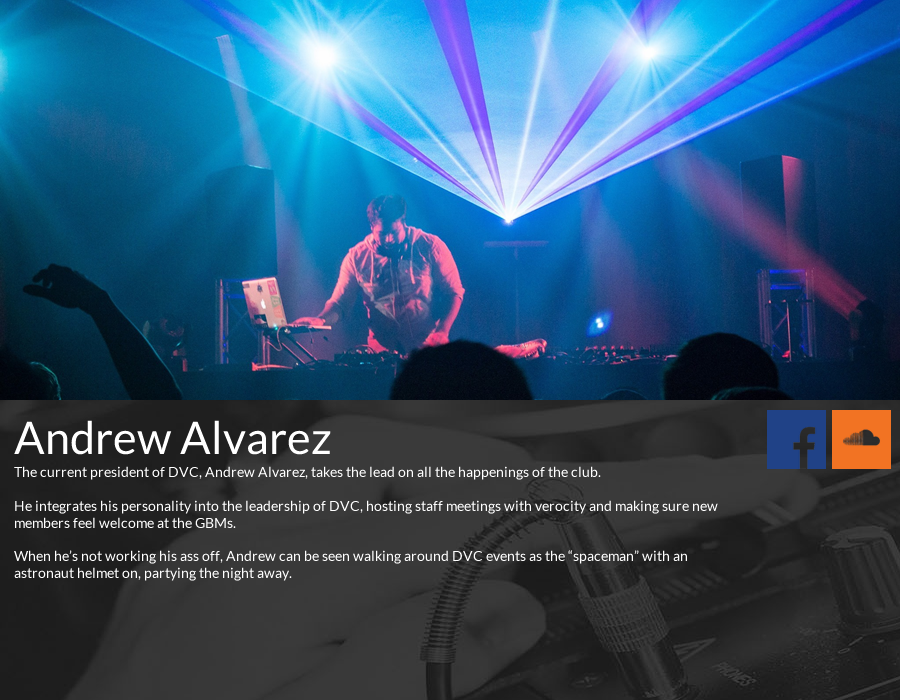 Andrew Alvarez
The current president of DVC, Andrew Alvarez, takes the lead on all the happenings of the club.
He integrates his personality into the leadership of DVC, hosting staff meetings with verocity and making sure new
members feel welcome at the GBMs.
When he's not working his ass off, Andrew can be seen walking around DVC events as the “spaceman” with an
astronaut helmet on, partying the night away.
PHONES